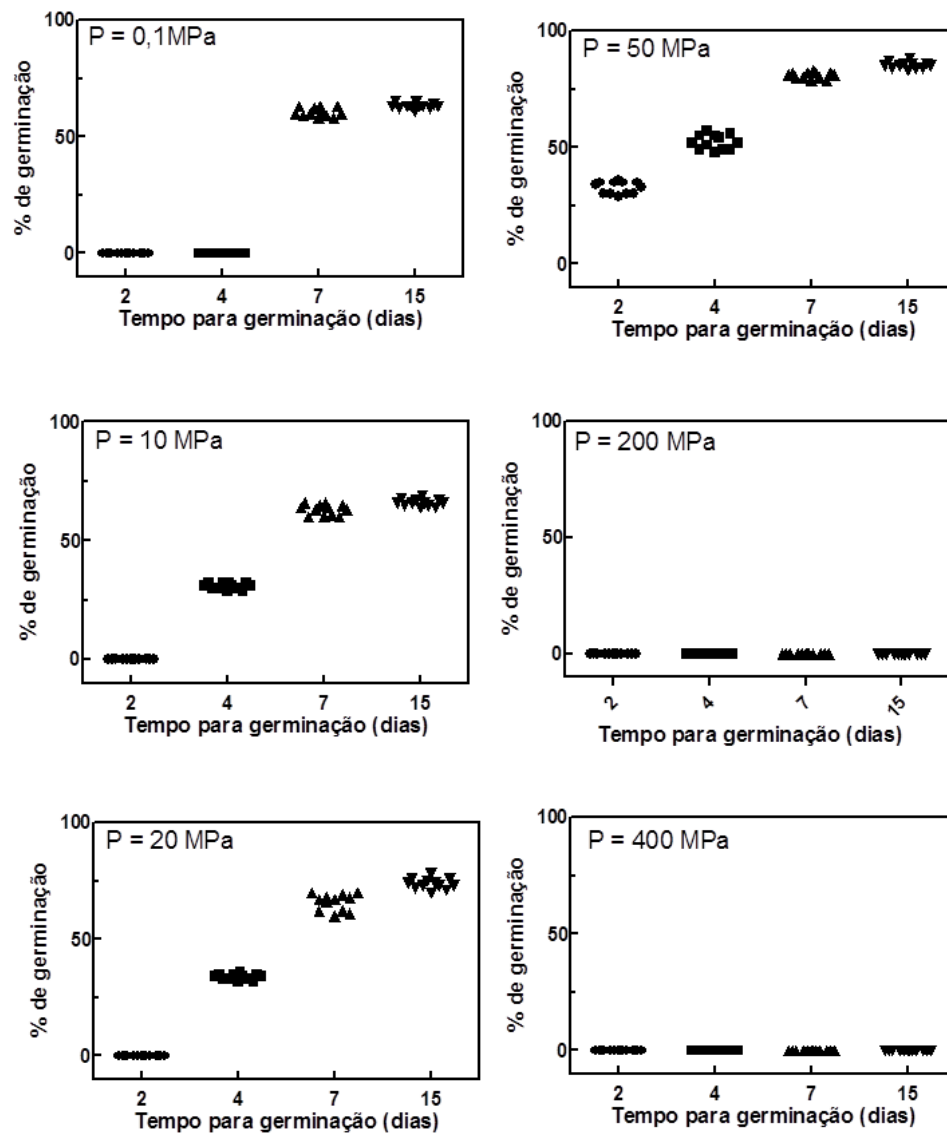 P = 0,1MPa
% de germinação
100
50
0
2 4 7 15
Tempo para germinação (dias)
P = 50 MPa
% de germinação
100
50
0
2 4 7 15
Tempo para germinação (dias)
P = 10 MPa
% de germinação
100
50
0
2 4 7 15
Tempo para germinação (dias)
P = 200 MPa
% de germinação
100
50
0
2 4 7 15
Tempo para germinação (dias)
P = 20 MPa
% de germinação
100
50
0
2 4 7 15
Tempo para germinação (dias)
P = 400 MPa
% de germinação
100
50
0
2 4 7 15
Tempo para germinação (dias)